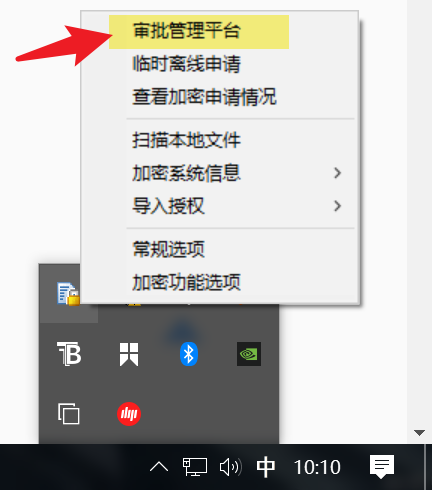 审批管理平台
临时离线申请
查看加密申请情况
扫描本地文件
加密系统信息
导入授权
常规选项
加密功能选项
中 10:10